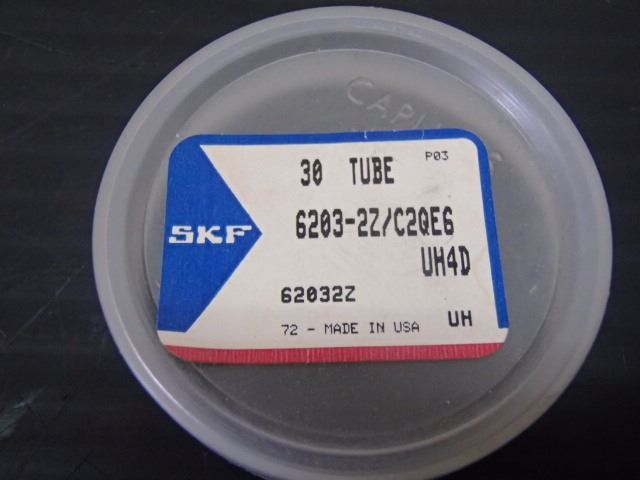 30 TUBE P03
SKF
6203-2Z/C2QE6
UH4D
62032Z
72 - MADE IN USA UH